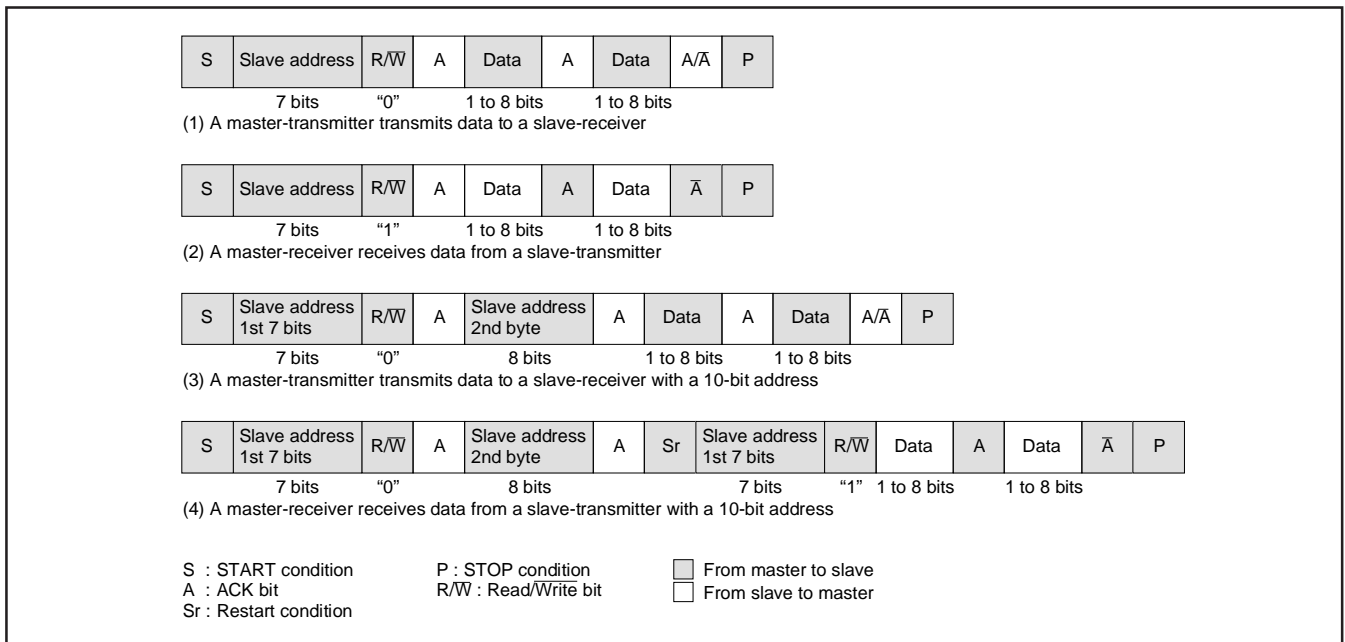 S Slave address R/W̅ A Data A Data A/A̅ P
7 bits “0” 1 to 8 bits 1 to 8 bits
(1) A master-transmitter transmits data to a slave-receiver
S Slave address R/W̅ A Data A Data A̅ P
7 bits “1” 1 to 8 bits 1 to 8 bits
(2) A master-receiver receives data from a slave-transmitter
S Slave address 1st 7 bits R/W̅ A Slave address 2nd byte A Data A Data A/A̅ P
7 bits “0” 8 bits 1 to 8 bits 1 to 8 bits
(3) A master-transmitter transmits data to a slave-receiver with a 10-bit address
S Slave address 1st 7 bits R/W̅ A Slave address 2nd byte A Sr Slave address 1st 7 bits R/W̅ Data A Data A̅ P
7 bits “0” 8 bits 7 bits “1” 1 to 8 bits 1 to 8 bits
(4) A master-receiver receives data from a slave-transmitter with a 10-bit address
S : START condition P : STOP condition From master to slave
A : ACK bit R/W̅ : Read/W̅r̅i̅t̅e̅ bit From slave to master
Sr : Restart condition